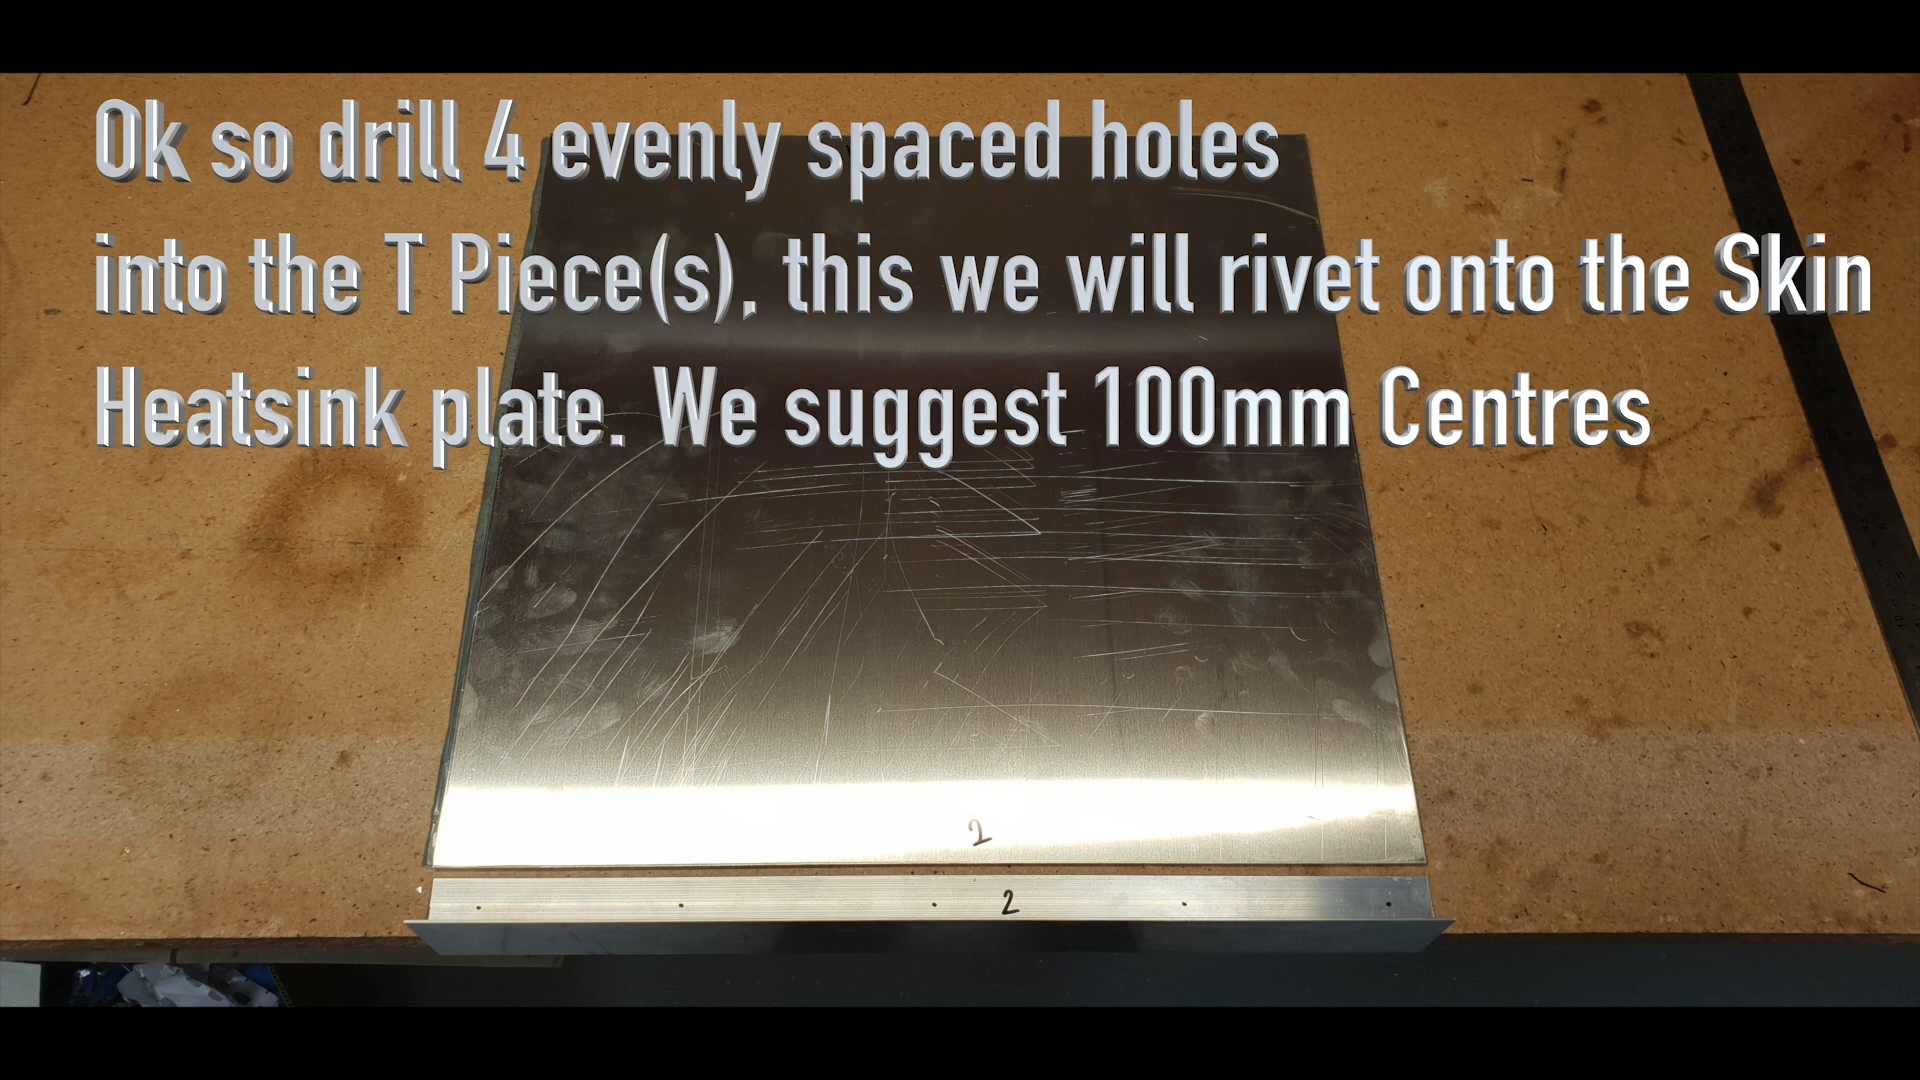 Ok so drill 4 evenly spaced holes
into the T Piece(s), this we will rivet onto the Skin
Heatsink plate. We suggest 100mm Centres
2
2